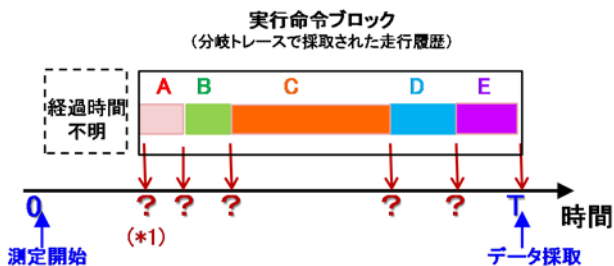 実行命令ブロック
(分岐トレースで採取された走行履歴)
A B C D E
経過時間
不明
0 ? ? ? ? ? T 時間
(*1)
測定開始 データ採取